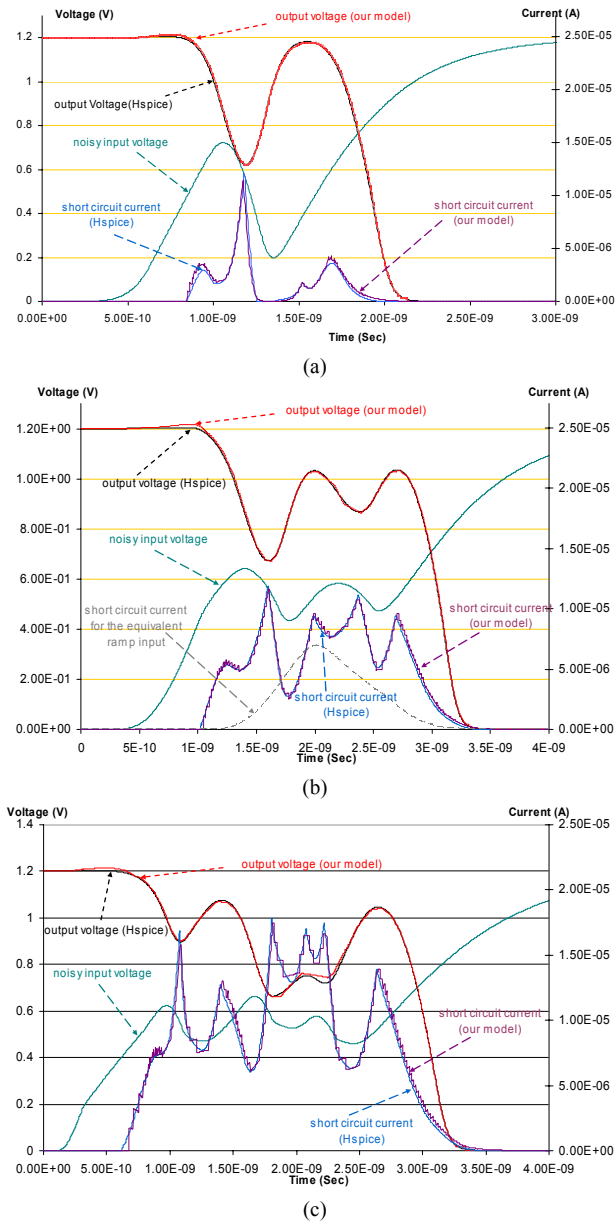 Voltage (V)
Current (A)
output voltage (our model)
1.2
1
0.8
0.6
0.4
0.2
0
2.50E-05
2.00E-05
1.50E-05
1.00E-05
5.00E-06
0.00E+00
output Voltage(Hspice)
noisy input voltage
short circuit current
(Hspice)
short circuit current
(our model)
0.00E+00
5.00E-10
1.00E-09
1.50E-09
2.00E-09
2.50E-09
3.00E-09
Time (Sec)
(a)
Voltage (V)
Current (A)
output voltage (our model)
1.20E+00
1.00E+00
8.00E-01
6.00E-01
4.00E-01
2.00E-01
0.00E+00
2.50E-05
2.00E-05
1.50E-05
1.00E-05
5.00E-06
0.00E+00
output voltage (Hspice)
noisy input voltage
short circuit current
for the equivalent
ramp input
short circuit current
(our model)
short circuit current
(Hspice)
0
5E-10
1E-09
1.5E-09
2E-09
2.5E-09
3E-09
3.5E-09
4E-09
Time (Sec)
(b)
Voltage (V)
Current (A)
1.4
1.2
1
0.8
0.6
0.4
0.2
0
2.50E-05
2.00E-05
1.50E-05
1.00E-05
5.00E-06
0.00E+00
output voltage (our model)
output voltage (Hspice)
noisy input voltage
short circuit current
(our model)
short circuit current
(Hspice)
0.00E+00
5.00E-10
1.00E-09
1.50E-09
2.00E-09
2.50E-09
3.00E-09
3.50E-09
4.00E-09
Time (Sec)
(c)